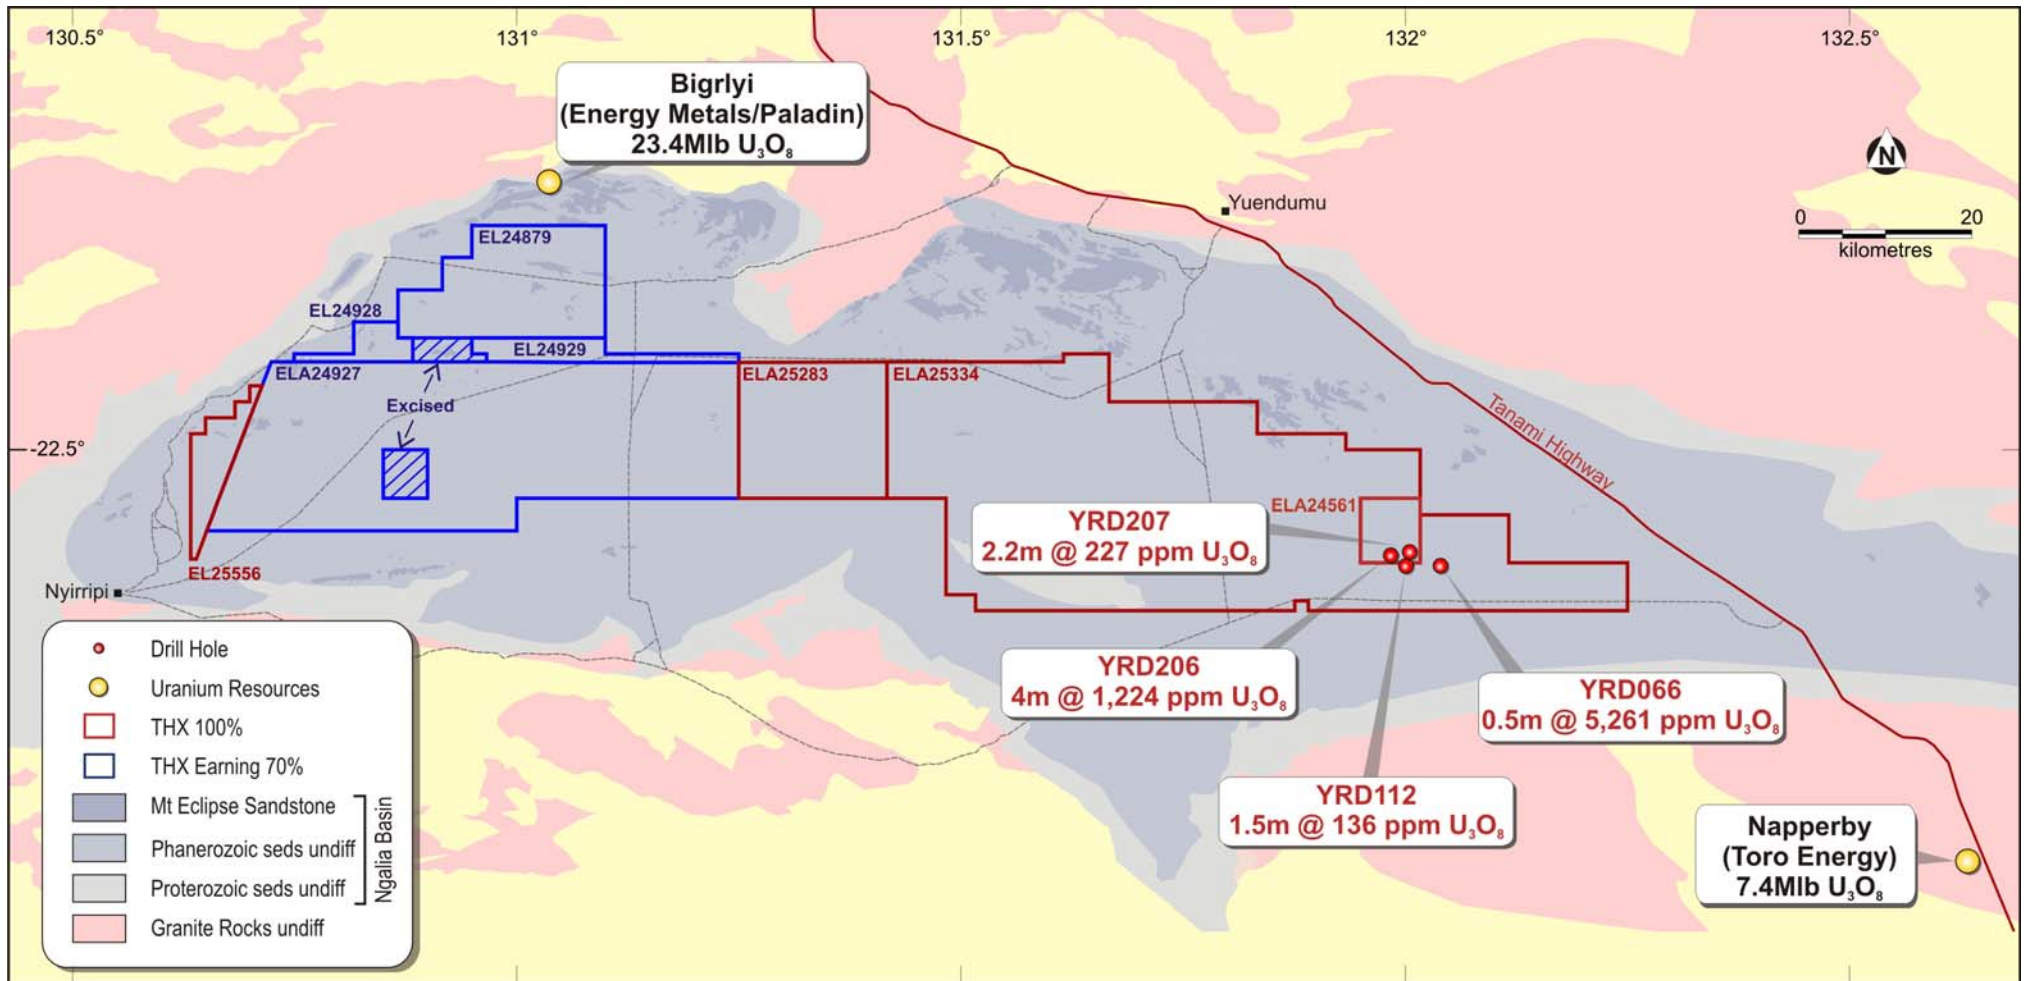 130.5°
131°
131.5°
132°
132.5°
Bigrlyi
(Energy Metals/Paladin)
23.4Mlb U₃O₈
N
0 20
kilometres
Yuendumu
EL24879
EL24928
EL24929
ELA24927
ELA25283
ELA25334
Excised
Tanami Highway
-22.5°
ELA24561
YRD207
2.2m @ 227 ppm U₃O₈
EL25556
Nyirripi
YRD206
4m @ 1,224 ppm U₃O₈
YRD066
0.5m @ 5,261 ppm U₃O₈
YRD112
1.5m @ 136 ppm U₃O₈
Napperby
(Toro Energy)
7.4Mlb U₃O₈
Drill Hole
Uranium Resources
THX 100%
THX Earning 70%
Mt Eclipse Sandstone
Phanerozoic seds undiff
Proterozoic seds undiff
Ngalia Basin
Granite Rocks undiff